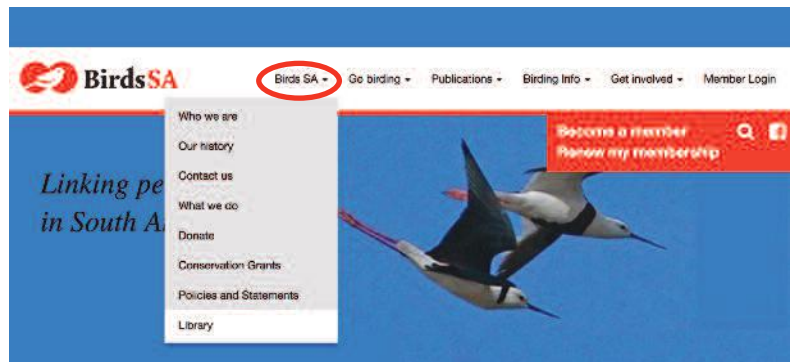 BirdsSA
Birds SA Go birding Publications Birding Info Get involved Member Login
Become a member
Renew my membership
Who we are
Our history
Contact us
What we do
Donate
Conservation Grants
Policies and Statements
Library
Linking pe
in South A